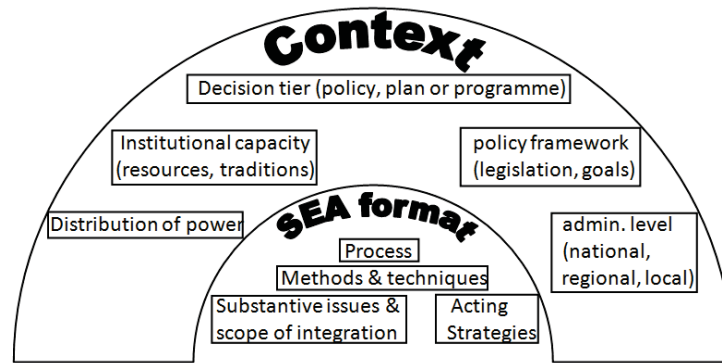 Context
Decision tier (policy, plan or programme)
Institutional capacity
(resources, traditions)
policy framework
(legislation, goals)
Distribution of power
admin. level
(national,
regional, local)
SEA format
Process
Methods & techniques
Substantive issues &
scope of integration
Acting
Strategies